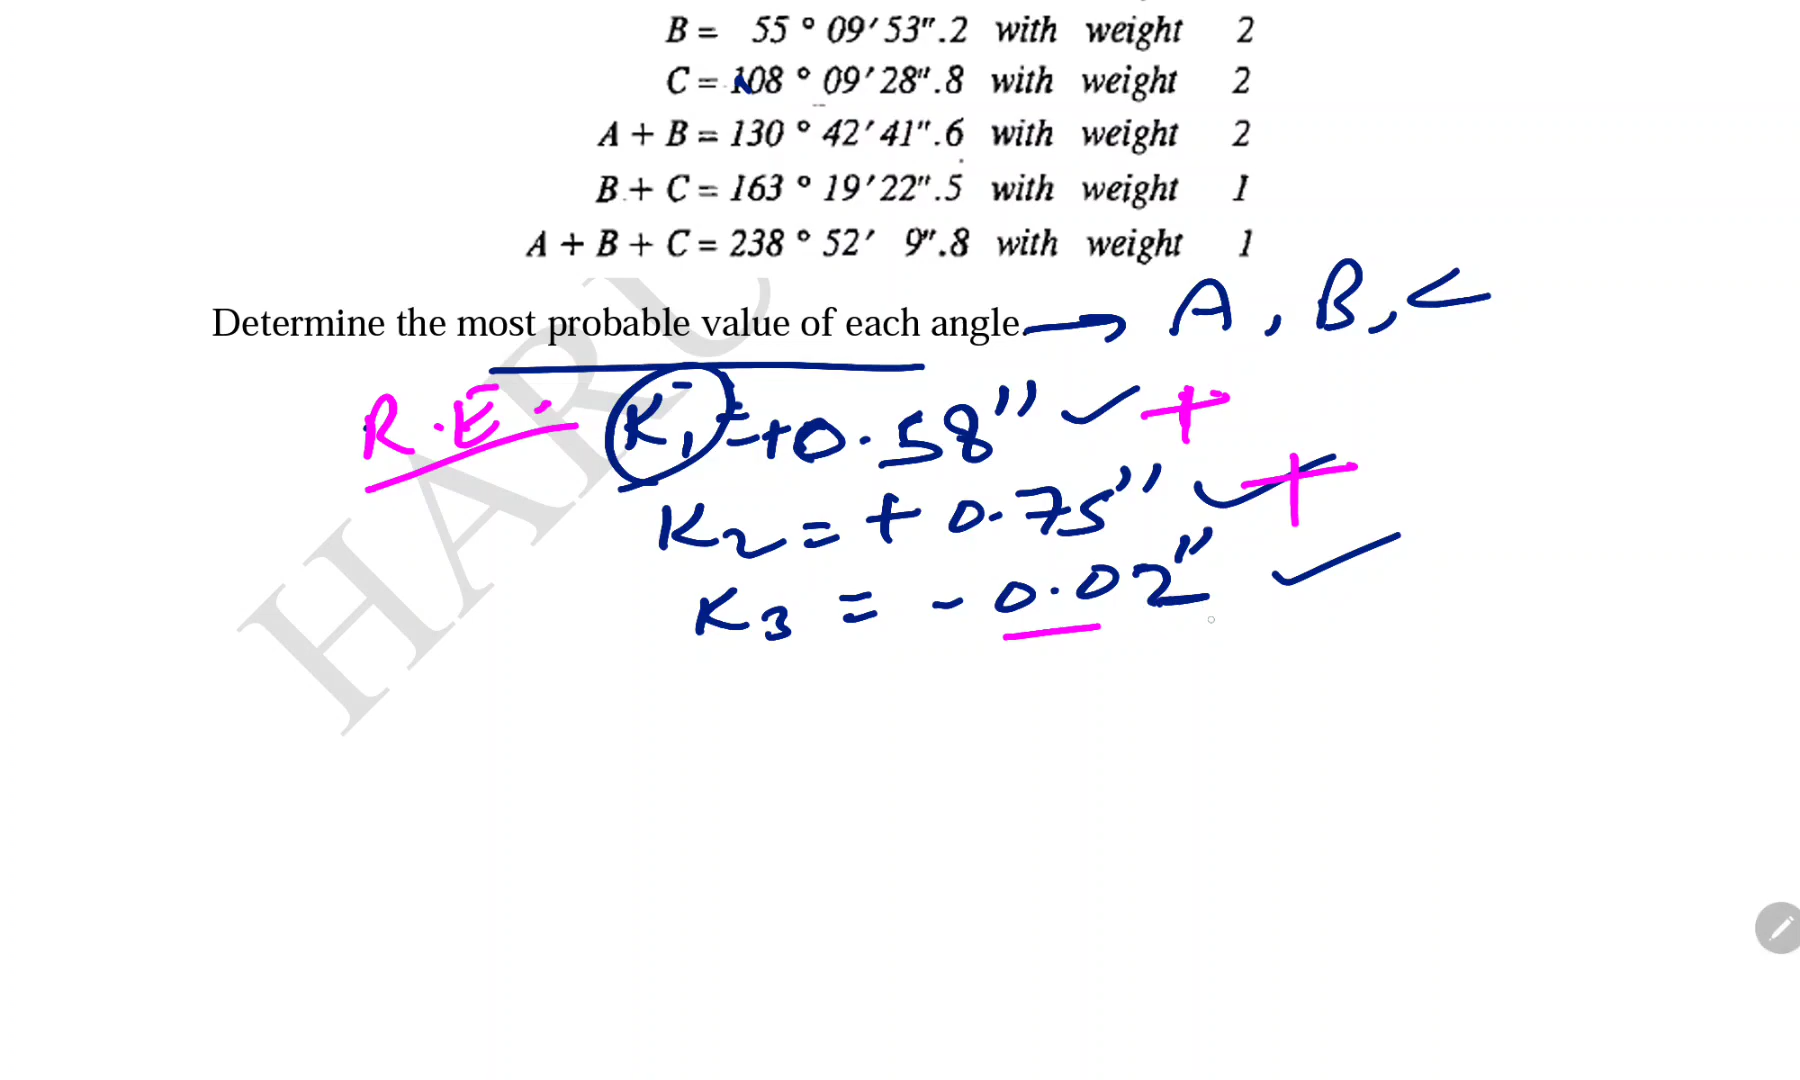 B = 55 ° 09′ 53″.2 with weight 2
C = 108 ° 09′ 28″.8 with weight 2
A + B = 130 ° 42′ 41″.6 with weight 2
B + C = 163 ° 19′ 22″.5 with weight 1
A + B + C = 238 ° 52′ 9″.8 with weight 1
Determine the most probable value of each angle. → A, B, C
R.E. K1 = +0.58″ ✓ +
K2 = + 0.75″ ✓ +
K3 = - 0.02″ ✓
HARU